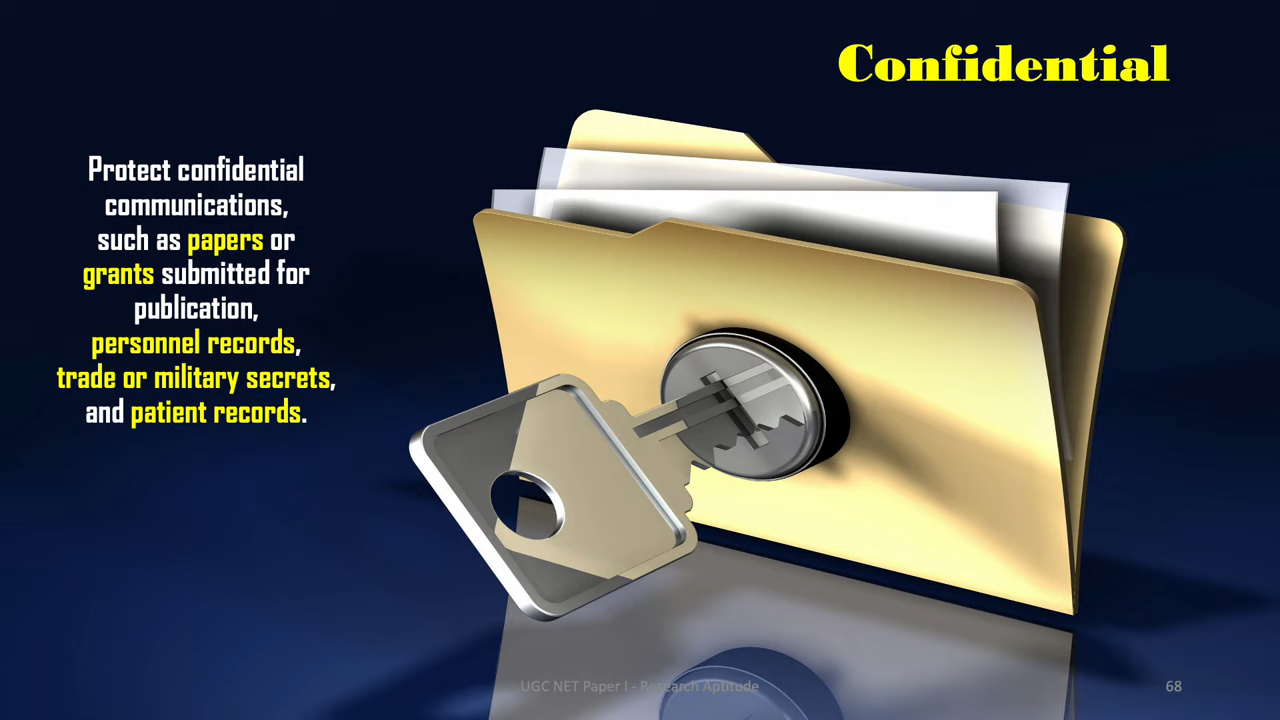 Confidential
Protect confidential
communications,
such as papers or
grants submitted for
publication,
personnel records,
trade or military secrets,
and patient records.
UGC NET Paper I - Research Aptitude
68